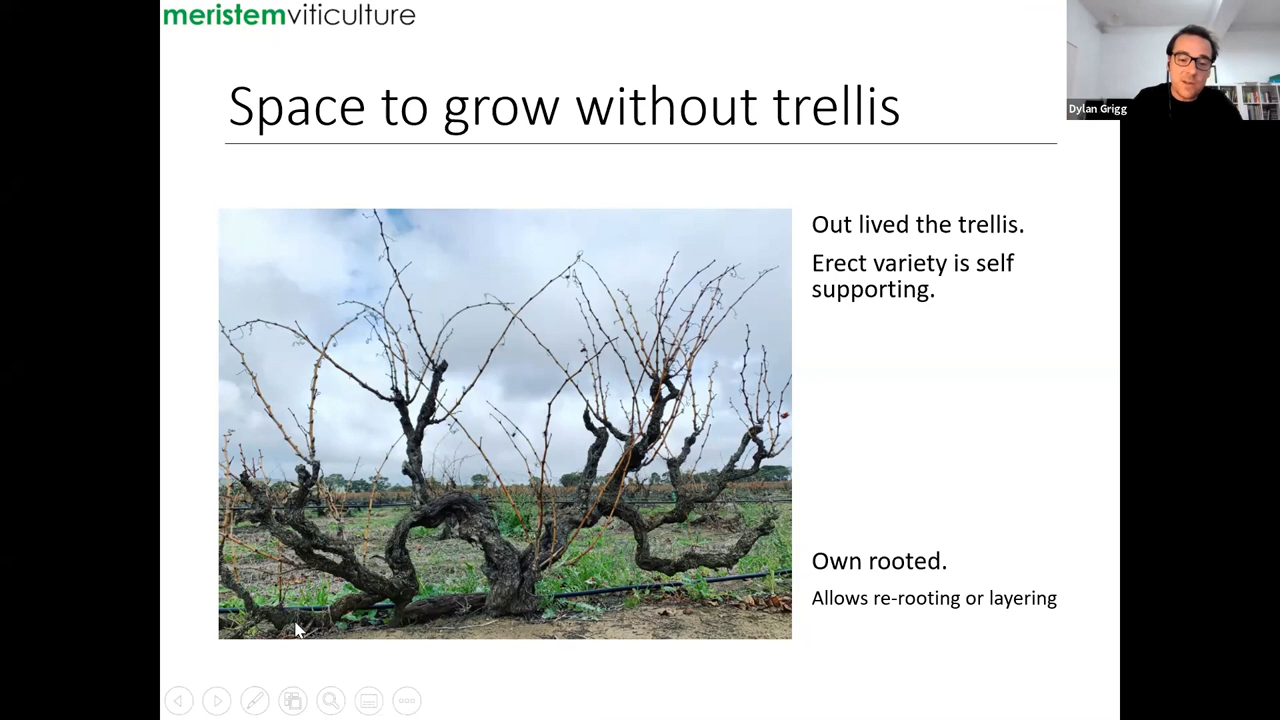 meristemviticulture
Dylan Grigg
Space to grow without trellis
Out lived the trellis.
Erect variety is self
supporting.
Own rooted.
Allows re-rooting or layering